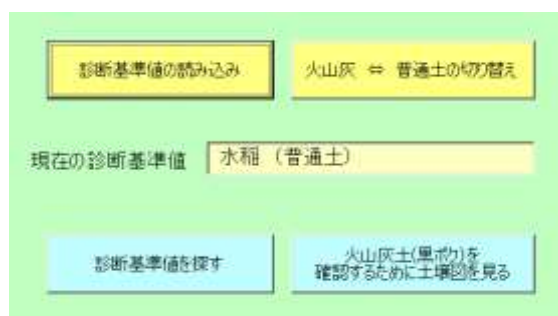 診断基準値の読み込み
火山灰 ⇔ 普通土の切り替え
現在の診断基準値
水稲 (普通土)
診断基準値を探す
火山灰土(黒ボク)を
確認するために土壌図を見る